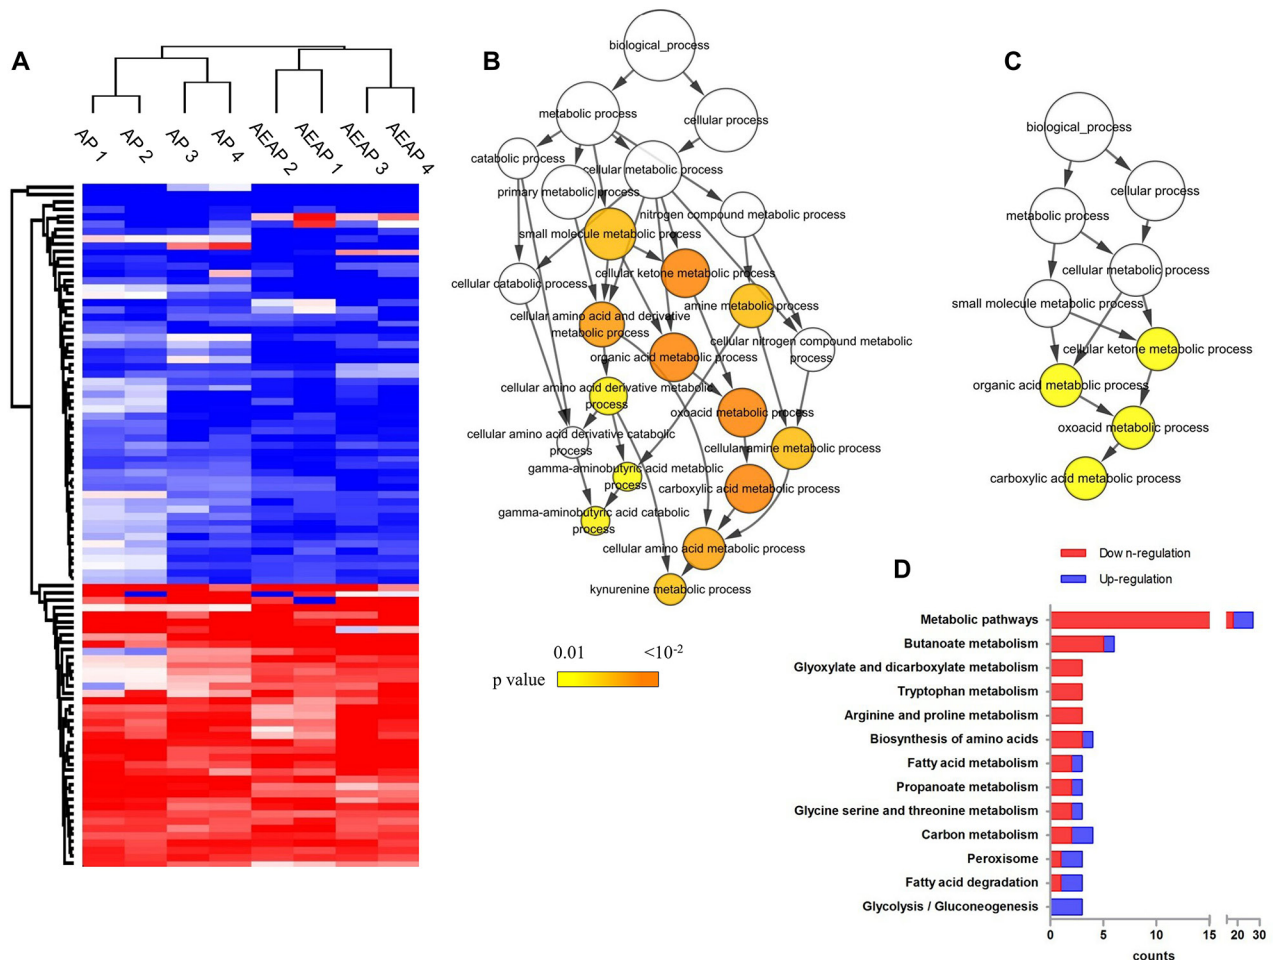 A
AP 1
AP 2
AP 3
AP 4
AEAP 2
AEAP 1
AEAP 3
AEAP 4
B
biological_process
metabolic process
cellular process
catabolic process
cellular metabolic process
primary metabolic process
nitrogen compound metabolic process
small molecule metabolic process
cellular ketone metabolic process
cellular catabolic process
amine metabolic process
cellular amino acid and derivative
metabolic process
cellular nitrogen compound metabolic
process
organic acid metabolic process
cellular amino acid derivative metabolic
process
oxoacid metabolic process
cellular amino acid derivative catabolic
process
cellular amine metabolic process
gamma-aminobutyric acid metabolic
process
carboxylic acid metabolic process
gamma-aminobutyric acid catabolic
process
cellular amino acid metabolic process
kynurenine metabolic process
0.01
<10-2
p value
C
biological_process
cellular process
metabolic process
cellular metabolic process
small molecule metabolic process
cellular ketone metabolic process
organic acid metabolic process
oxoacid metabolic process
carboxylic acid metabolic process
D
Down-regulation
Up-regulation
Metabolic pathways
Butanoate metabolism
Glyoxylate and dicarboxylate metabolism
Tryptophan metabolism
Arginine and proline metabolism
Biosynthesis of amino acids
Fatty acid metabolism
Propanoate metabolism
Glycine serine and threonine metabolism
Carbon metabolism
Peroxisome
Fatty acid degradation
Glycolysis / Gluconeogenesis
0 5 10 15 20 30
counts